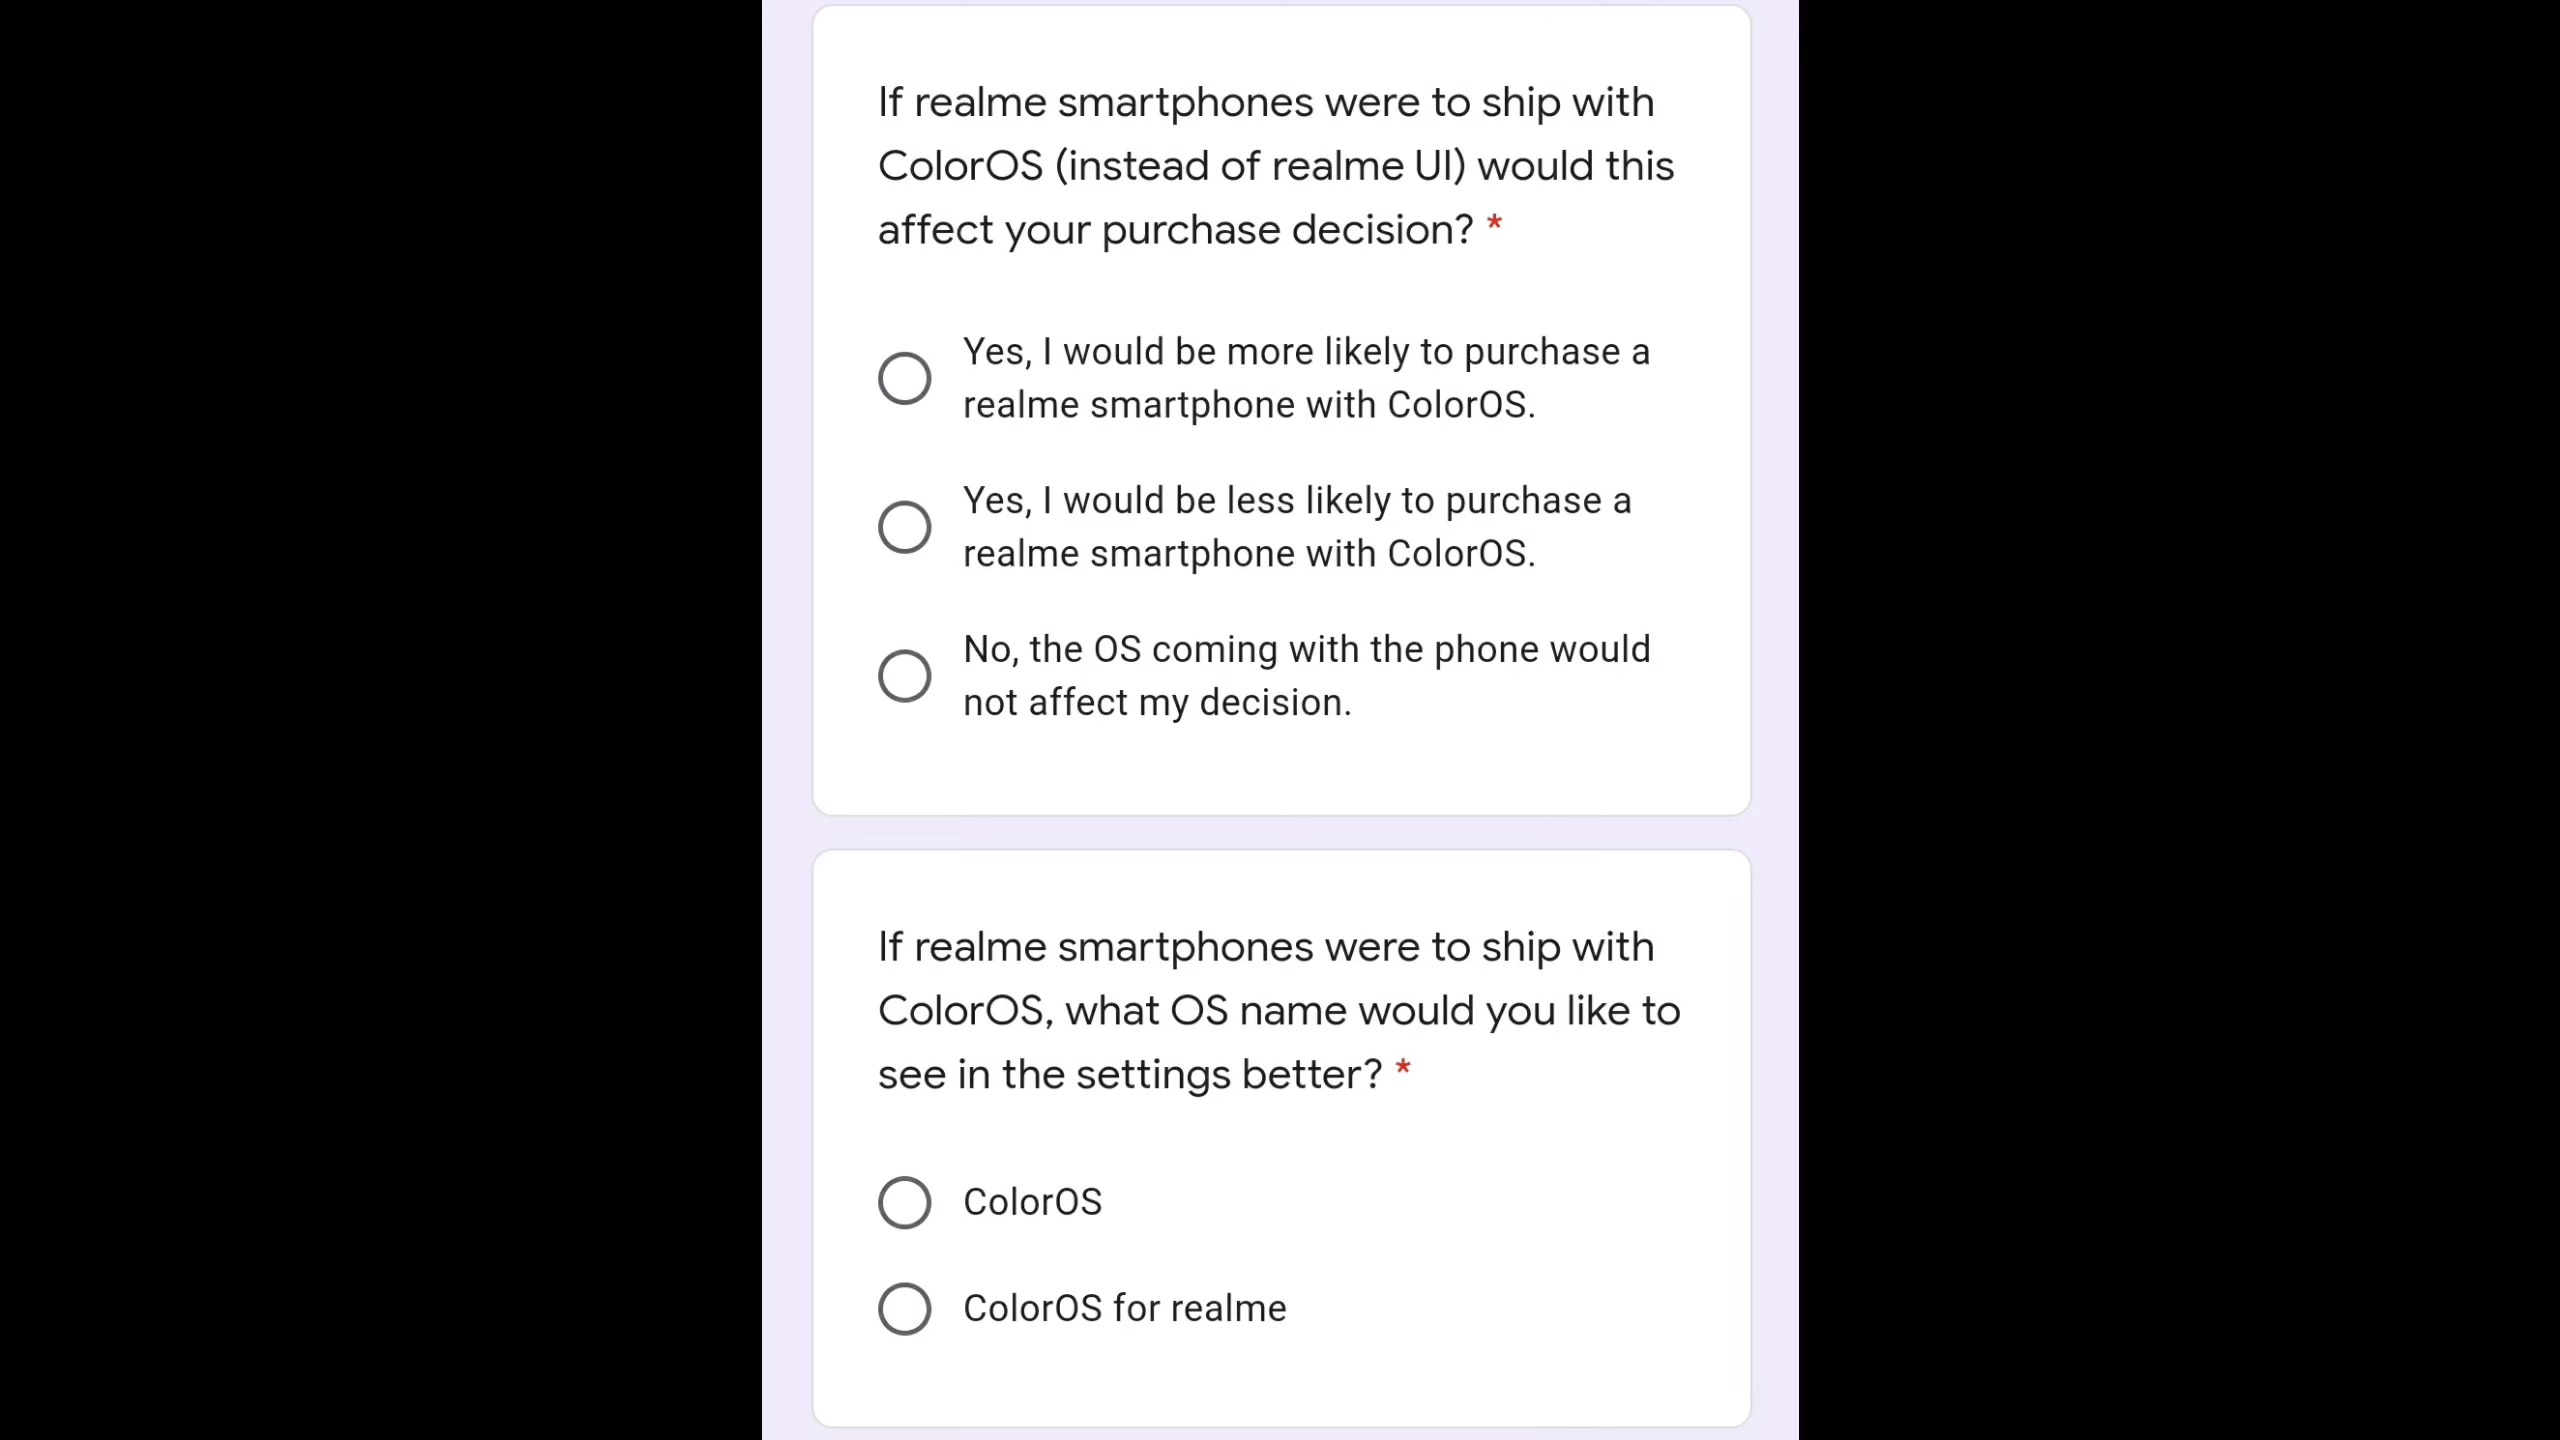 If realme smartphones were to ship with
ColorOS (instead of realme UI) would this
affect your purchase decision? *
Yes, I would be more likely to purchase a
realme smartphone with ColorOS.
Yes, I would be less likely to purchase a
realme smartphone with ColorOS.
No, the OS coming with the phone would
not affect my decision.
If realme smartphones were to ship with
ColorOS, what OS name would you like to
see in the settings better? *
ColorOS
ColorOS for realme